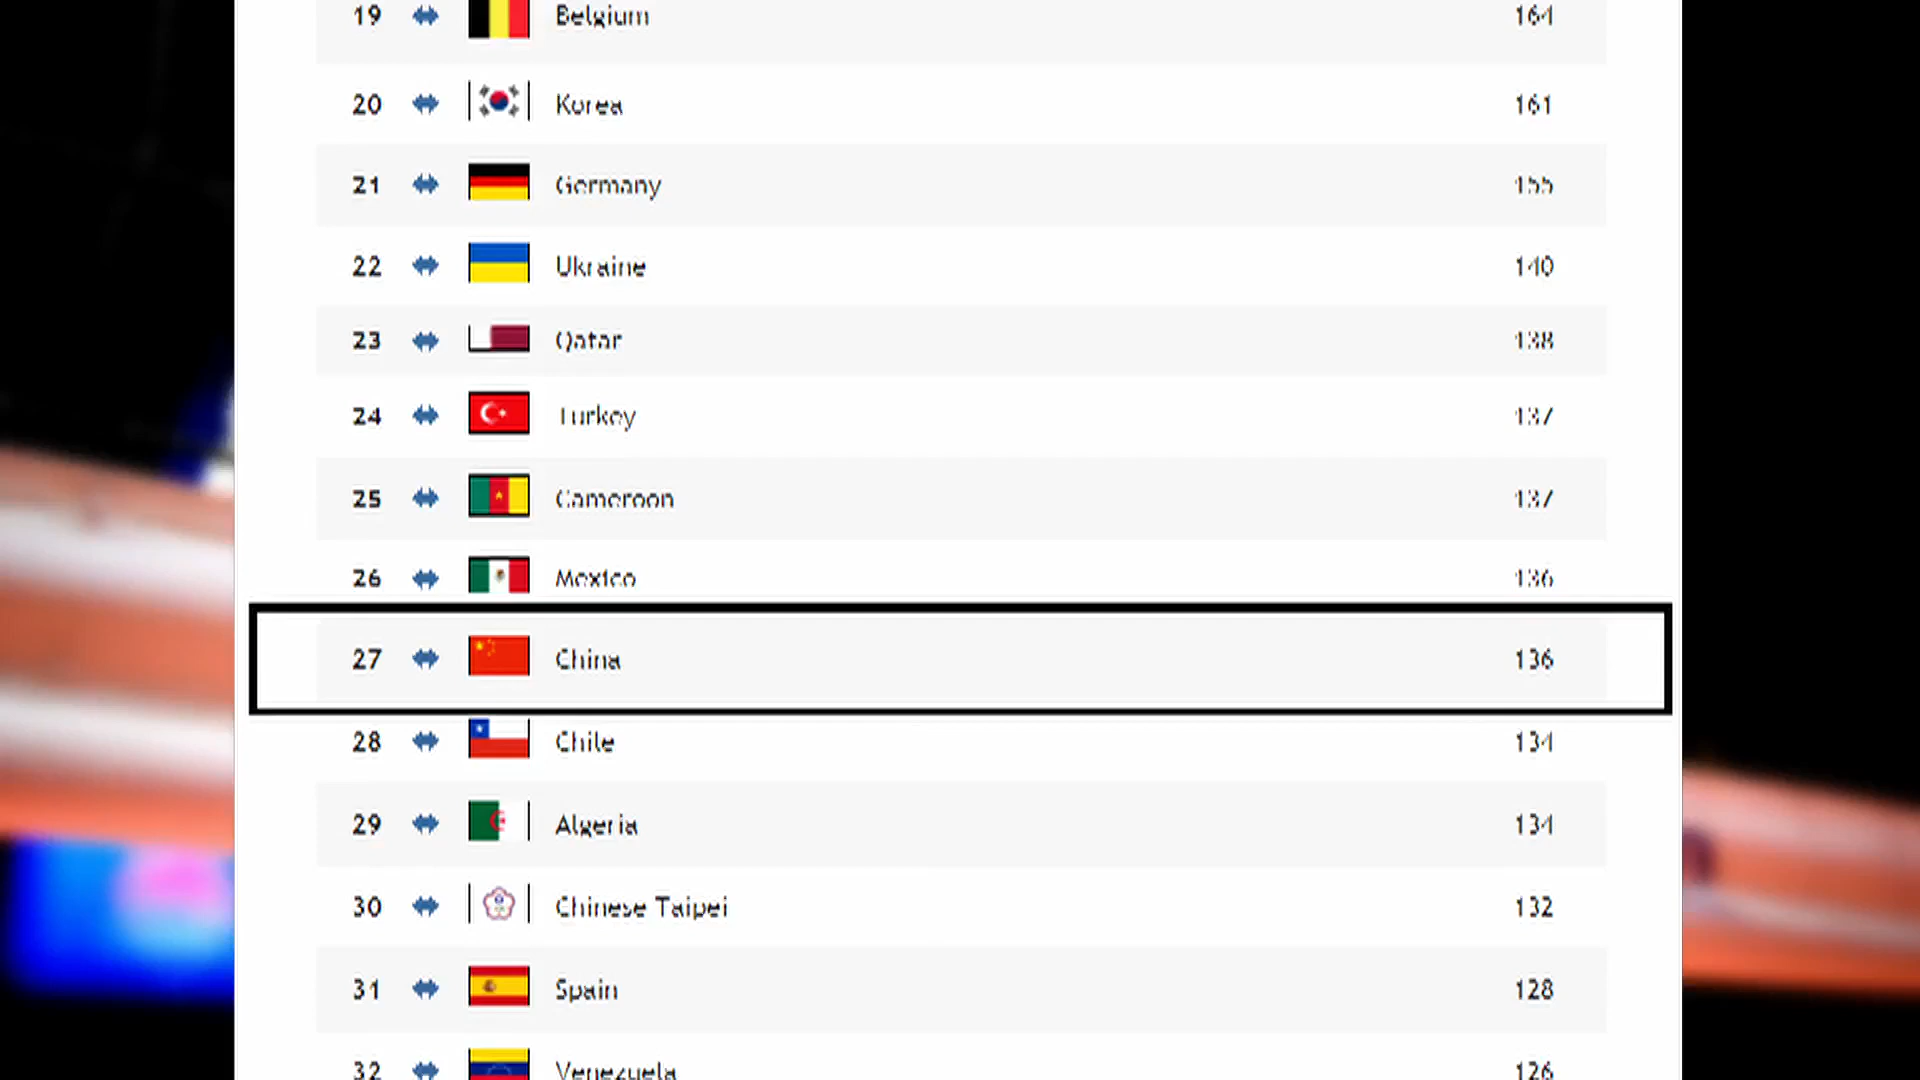 19 Belgium 164
20 Korea 161
21 Germany 155
22 Ukraine 140
23 Qatar 138
24 Turkey 137
25 Cameroon 137
26 Mexico 136
27 China 136
28 Chile 134
29 Algeria 134
30 Chinese Taipei 132
31 Spain 128
32 Venezuela 126